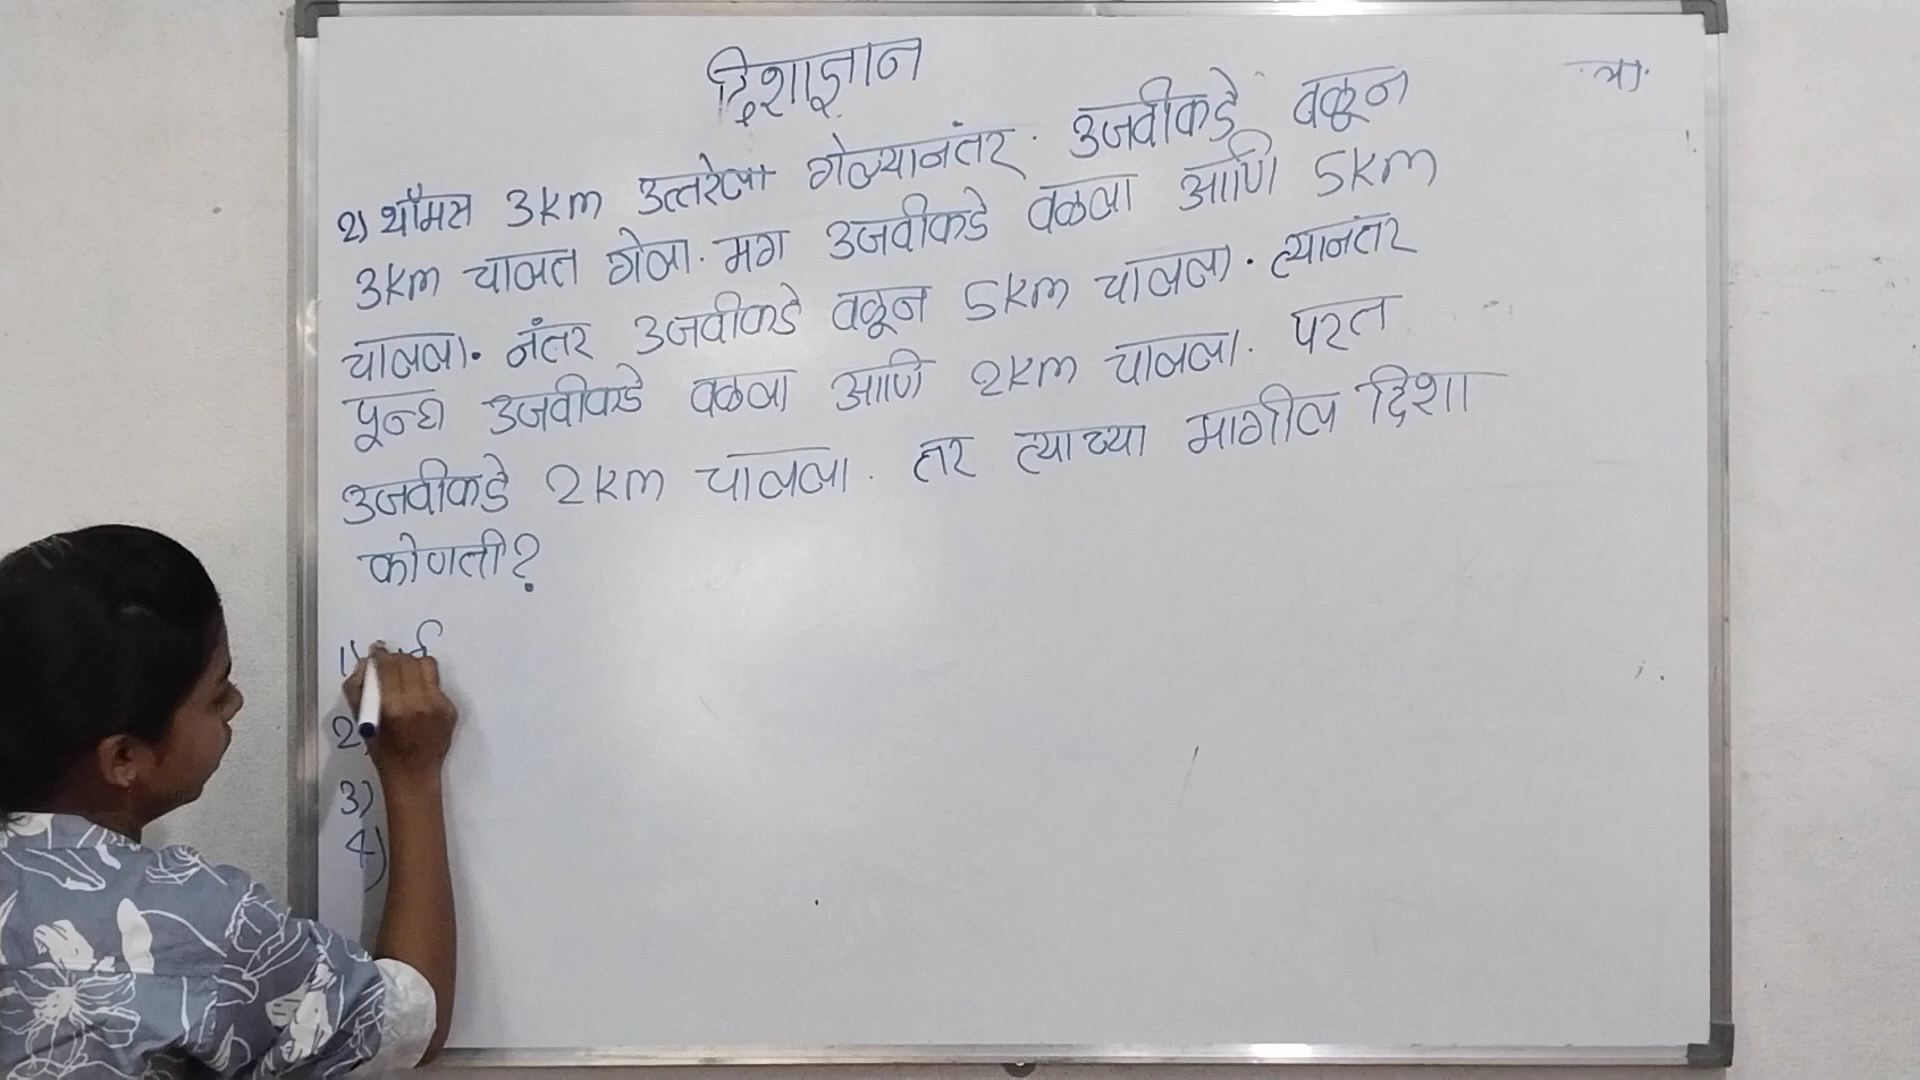 दिशाज्ञान
2) थॉमस 3km उत्तरेला गेल्यानंतर उजवीकडे वळून
3km चालत गेला. मग उजवीकडे वळला आणि 5km
चालला. नंतर उजवीकडे वळून 5km चालला. त्यानंतर
पून्हा उजवीकडे वळला आणि 2km चालला. परत
उजवीकडे 2km चालला. तर त्याच्या मागील दिशा
कोणती?
1)
2)
3)
4)